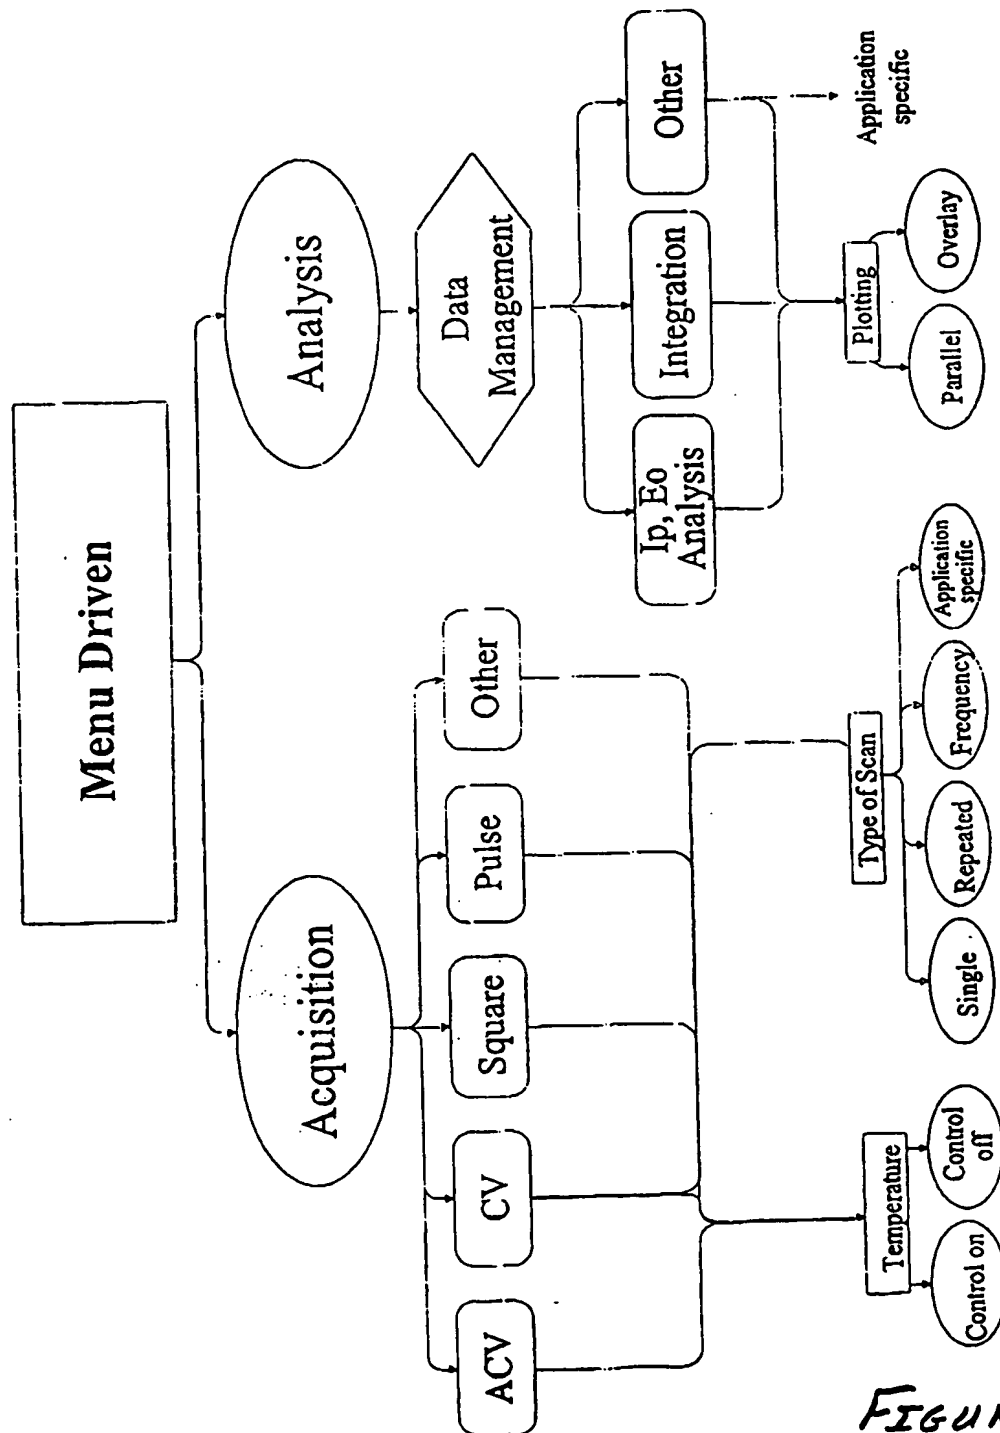 Menu Driven
Acquisition
Analysis
ACV
CV
Square
Pulse
Other
Data
Management
Ip, Eo
Analysis
Integration
Other
Temperature
Control on
Control
off
Type of Scan
Single
Repeated
Frequency
Application
specific
Plotting
Parallel
Overlay
Application
specific